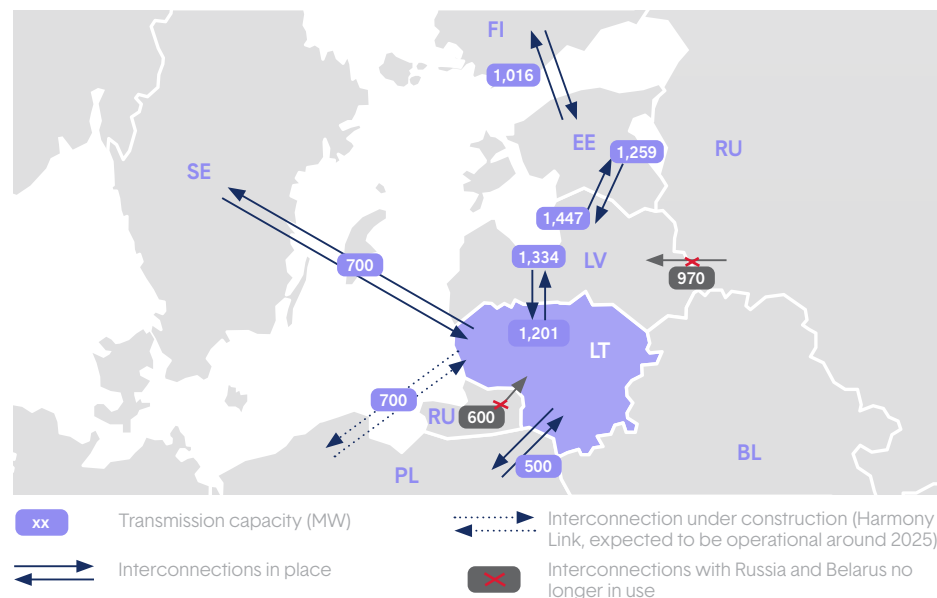 FI
1,016
EE
1,259
RU
SE
1,447
1,334
LV
700
970
1,201
LT
700
RU
600
500
BL
PL
xx
Transmission capacity (MW)
Interconnections in place
Interconnection under construction (Harmony
Link, expected to be operational around 2025)
Interconnections with Russia and Belarus no
longer in use